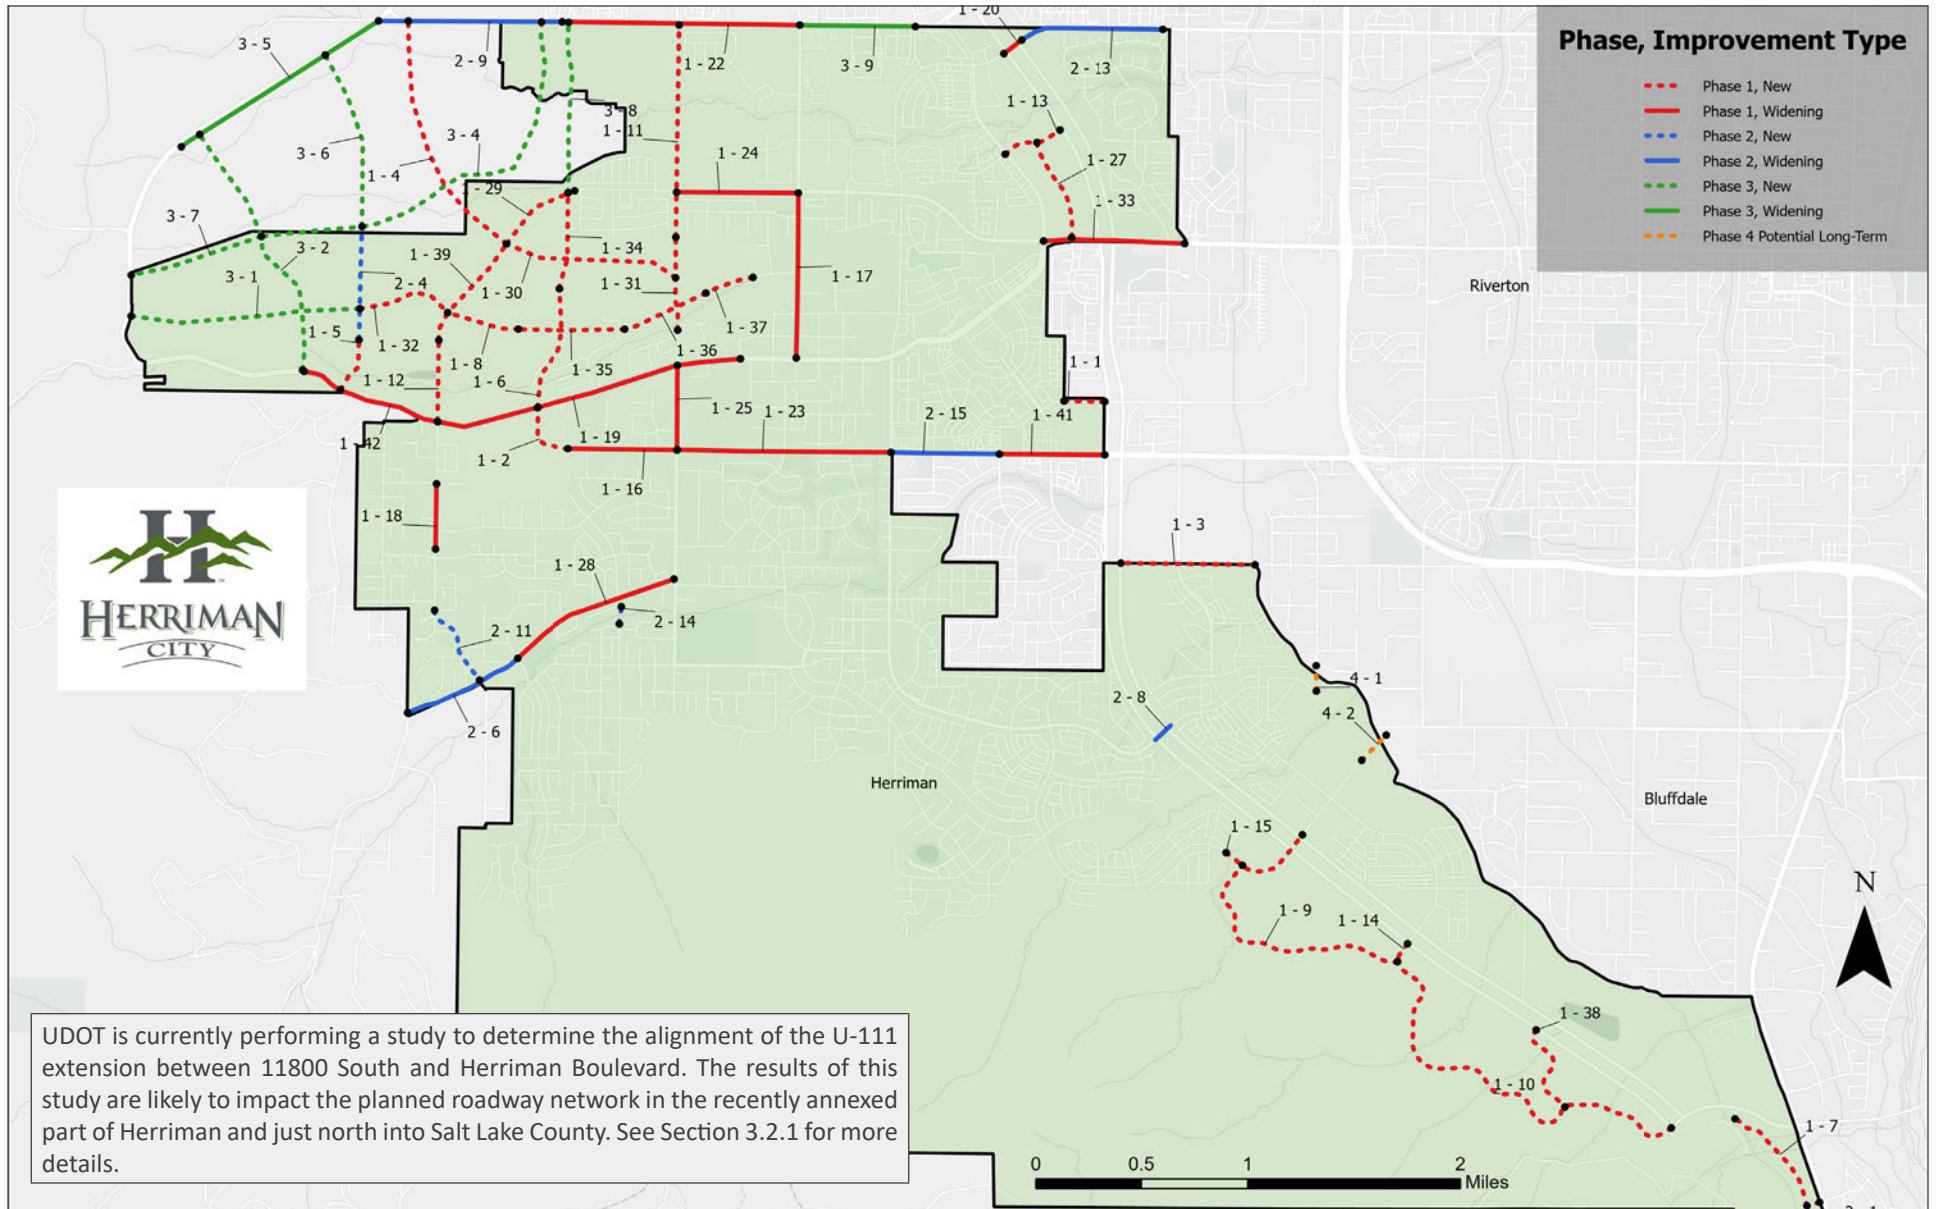 1 - 20
3 - 5
2 - 9
1 - 22
3 - 9
2 - 13
Phase, Improvement Type
Phase 1, New
Phase 1, Widening
Phase 2, New
Phase 2, Widening
Phase 3, New
Phase 3, Widening
Phase 4 Potential Long-Term
1 - 13
3 - 8
1 - 11
3 - 4
3 - 6
1 - 4
1 - 24
1 - 27
1 - 29
1 - 33
3 - 7
3 - 2
1 - 39
1 - 34
3 - 1
2 - 4
1 - 30
1 - 31
1 - 17
Riverton
1 - 5
1 - 32
1 - 8
1 - 37
1 - 36
1 - 35
1 - 12
1 - 6
1 - 1
1 - 25
1 - 23
2 - 15
1 - 41
1 - 42
1 - 19
1 - 2
1 - 16
1 - 18
1 - 3
1 - 28
HERRIMAN
CITY
2 - 11
2 - 14
2 - 6
4 - 1
2 - 8
4 - 2
Herriman
Bluffdale
1 - 15
1 - 9
1 - 14
N
1 - 38
1 - 10
1 - 7
UDOT is currently performing a study to determine the alignment of the U-111
extension between 11800 South and Herriman Boulevard. The results of this
study are likely to impact the planned roadway network in the recently annexed
part of Herriman and just north into Salt Lake County. See Section 3.2.1 for more
details.
0 0.5 1 2
Miles